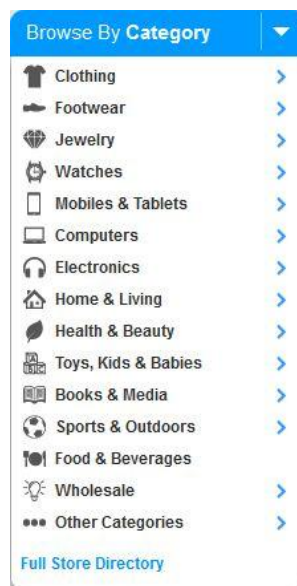 Browse By Category
Clothing
Footwear
Jewelry
Watches
Mobiles & Tablets
Computers
Electronics
Home & Living
Health & Beauty
Toys, Kids & Babies
Books & Media
Sports & Outdoors
Food & Beverages
Wholesale
Other Categories
Full Store Directory